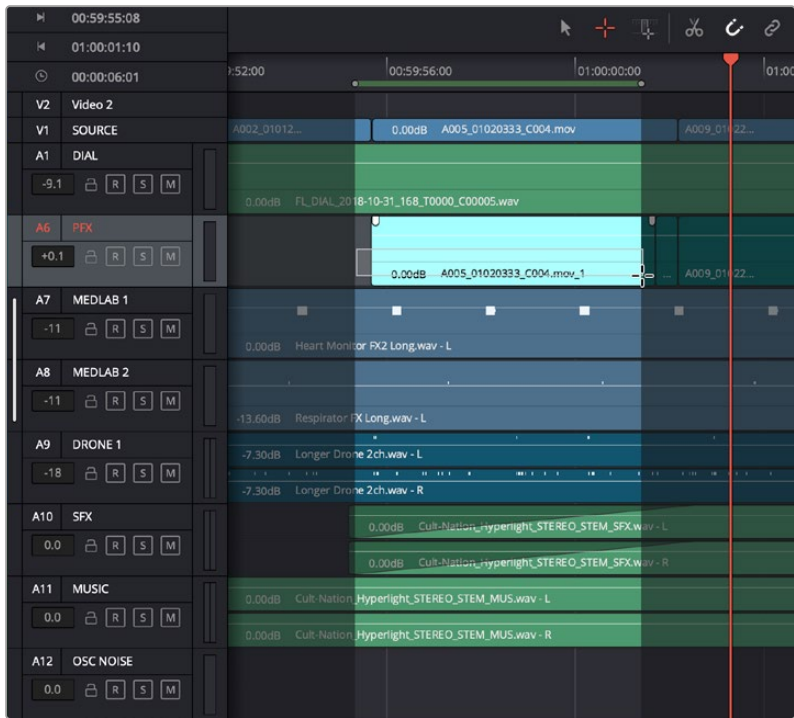 00:59:55:08
01:00:01:10
00:00:06:01
:52:00 00:59:56:00 01:00:00:00 01:00
V2 Video 2
V1 SOURCE
A002_01012... 0.00dB A005_01020333_C004.mov A009_01022...
A1 DIAL
-9.1 R S M
0.00dB FL_DIAL_2018-10-31_168_T0000_C00005.wav
A6 PFX
+0.1 R S M
0.00dB A005_01020333_C004.mov_1 ... A009_01022...
A7 MEDLAB 1
-11 R S M
0.00dB Heart Monitor FX2 Long.wav - L
A8 MEDLAB 2
-11 R S M
-13.60dB Respirator FX Long.wav - L
A9 DRONE 1
-7.30dB Longer Drone 2ch.wav - L
-18 R S M
-7.30dB Longer Drone 2ch.wav - R
A10 SFX
0.00dB Cult-Nation_Hyperlight_STEREO_STEM_SFX.wav - L
0.0 R S M
0.00dB Cult-Nation_Hyperlight_STEREO_STEM_SFX.wav - R
A11 MUSIC
0.00dB Cult-Nation_Hyperlight_STEREO_STEM_MUS.wav - L
0.0 R S M
0.00dB Cult-Nation_Hyperlight_STEREO_STEM_MUS.wav - R
A12 OSC NOISE
0.0 R S M